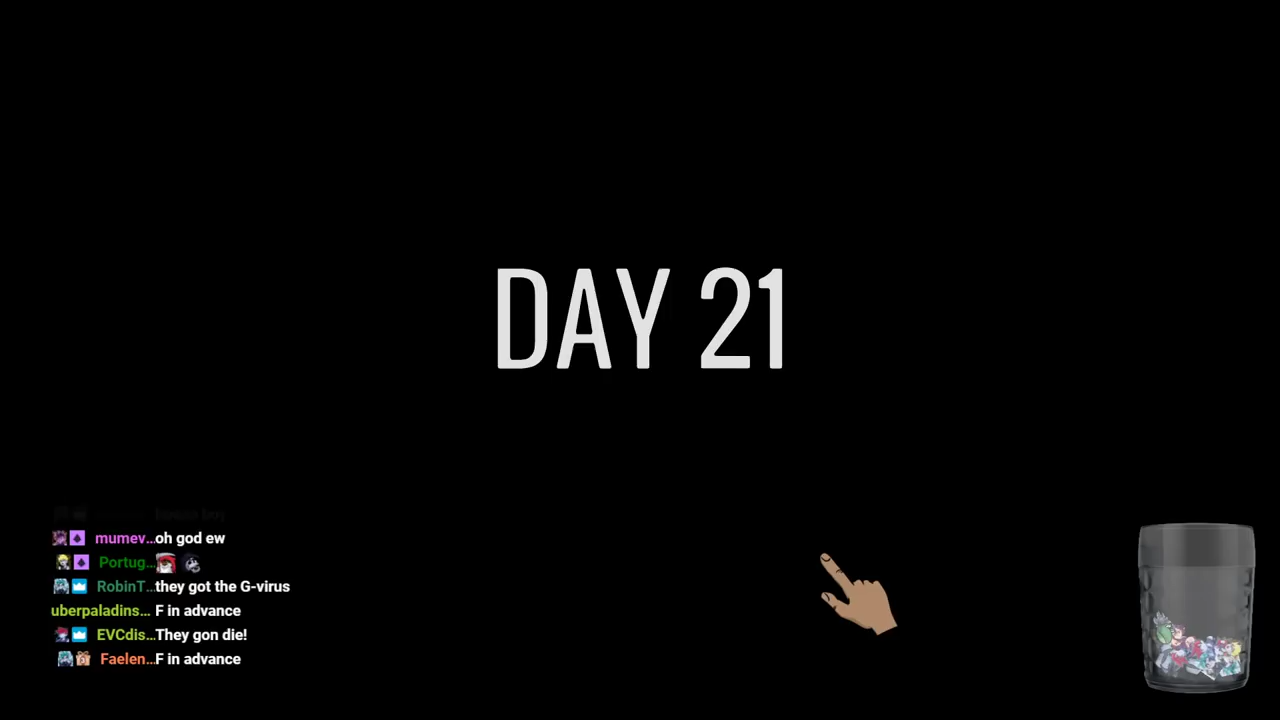 DAY 21
mumev...oh god ew
Portug...
RobinT...they got the G-virus
uberpaladins... F in advance
EVCdis...They gon die!
Faelen...F in advance